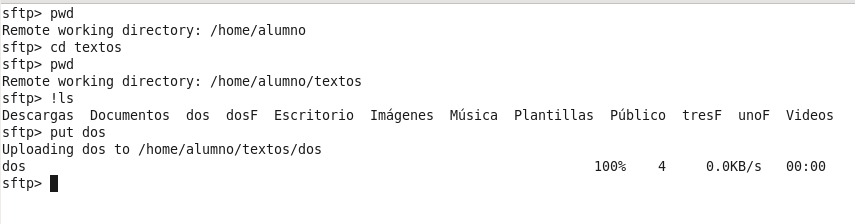 sftp> pwd
Remote working directory: /home/alumno
sftp> cd textos
sftp> pwd
Remote working directory: /home/alumno/textos
sftp> !ls
Descargas  Documentos  dos  dosF  Escritorio  Imágenes  Música  Plantillas  Público  tresF  unoF  Videos
sftp> put dos
Uploading dos to /home/alumno/textos/dos
dos                                                                       100%    4     0.0KB/s   00:00
sftp>